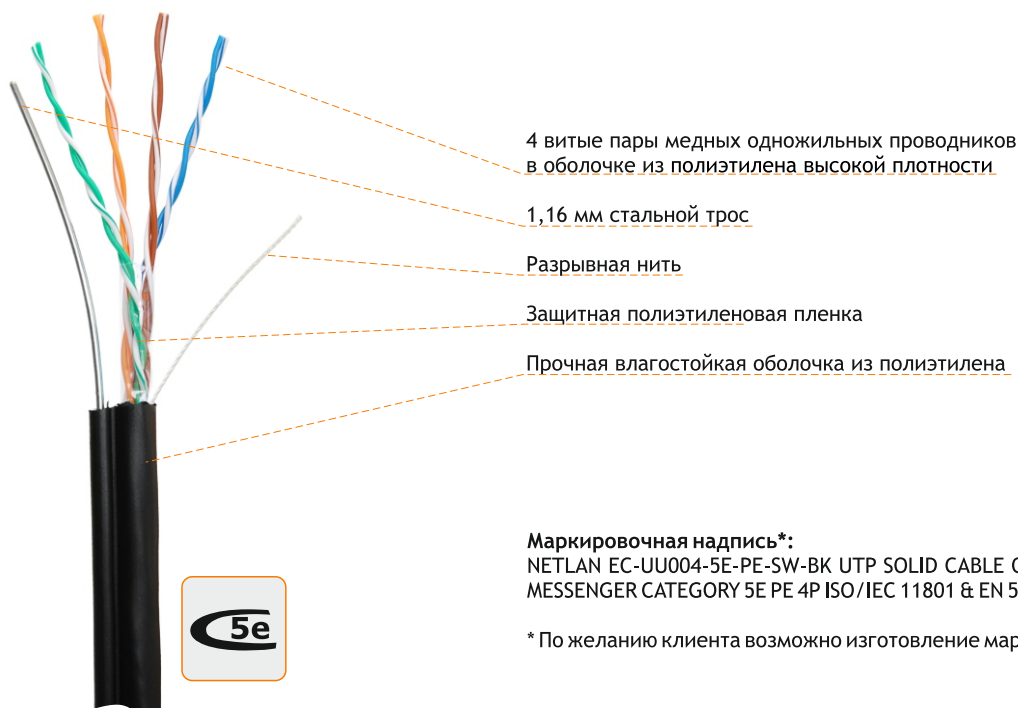 4 витые пары медных одножильных проводников
в оболочке из полиэтилена высокой плотности
1,16 мм стальной трос
Разрывная нить
Защитная полиэтиленовая пленка
Прочная влагостойкая оболочка из полиэтилена
Маркировочная надпись*:
NETLAN EC-UU004-5E-PE-SW-BK UTP SOLID CABLE
MESSENGER CATEGORY 5E PE 4P ISO/IEC 11801 & EN 5
* По желанию клиента возможно изготовление
5e